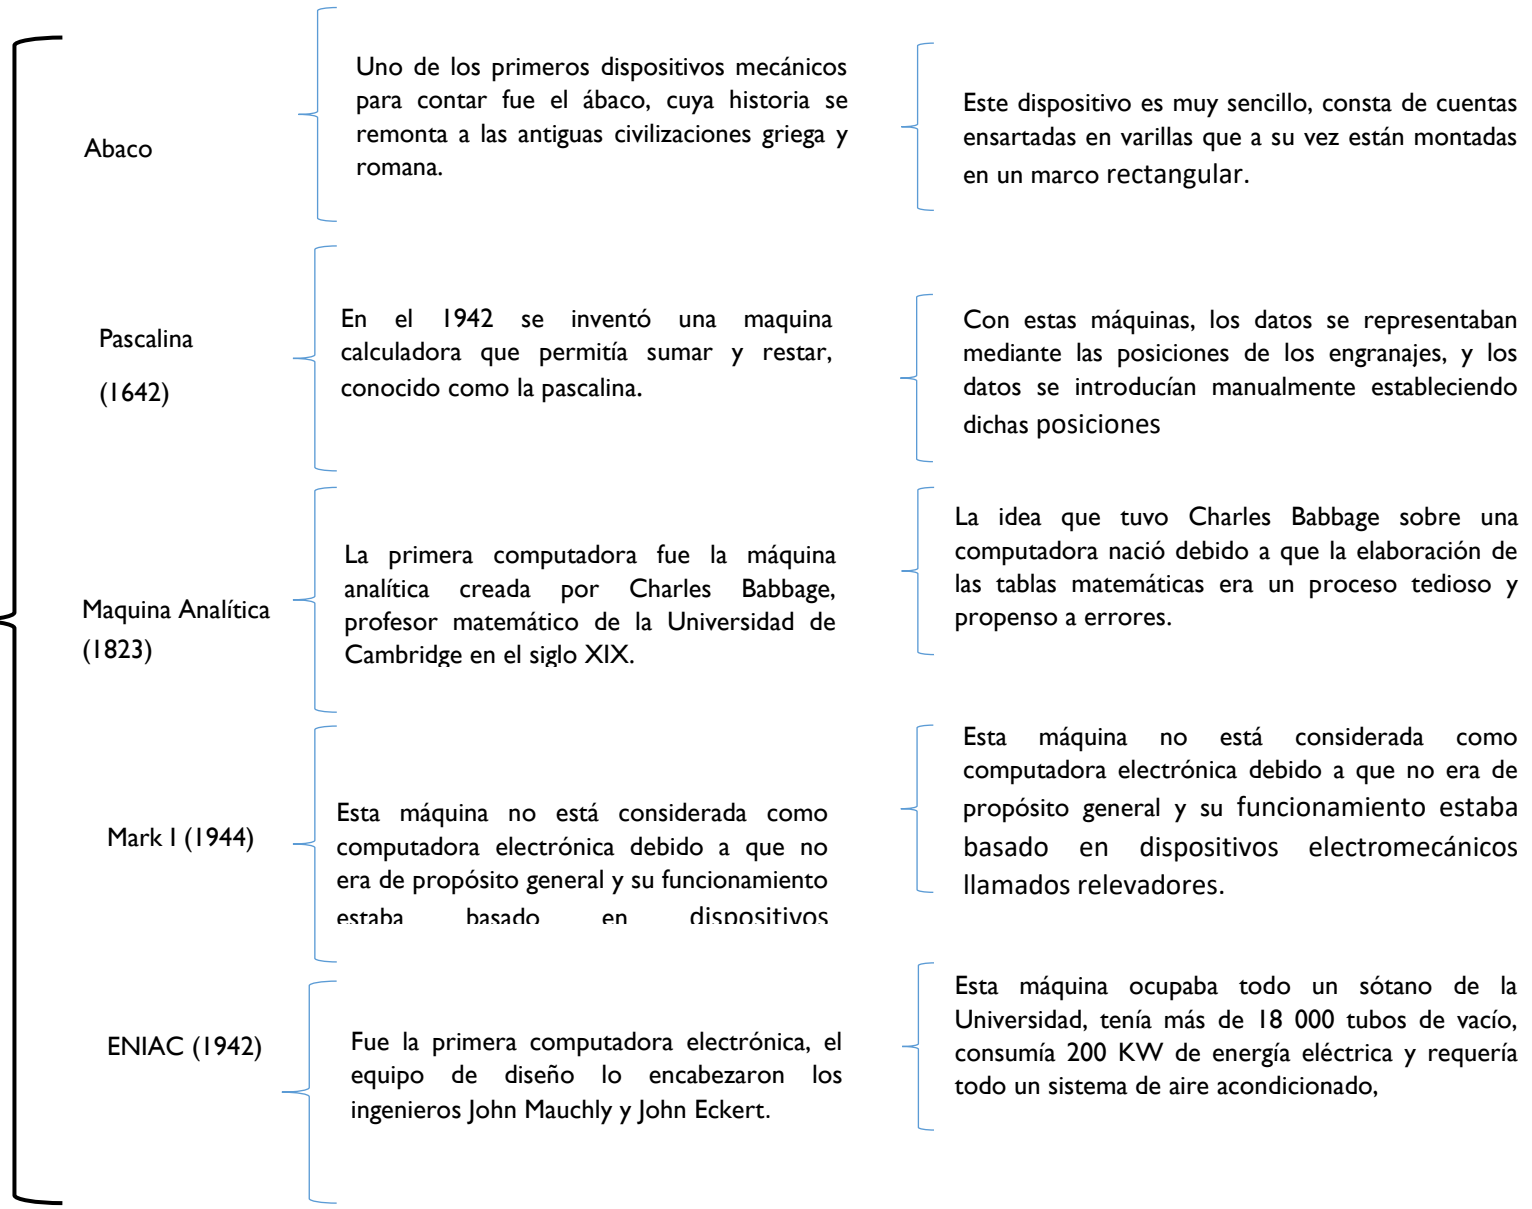 Abaco
Uno de los primeros dispositivos mecánicos
para contar fue el ábaco, cuya historia se
remonta a las antiguas civilizaciones griega y
romana.
Este dispositivo es muy sencillo, consta de cuentas
ensartadas en varillas que a su vez están montadas
en un marco rectangular.
Pascalina
(1642)
En el 1942 se inventó una maquina
calculadora que permitía sumar y restar,
conocido como la pascalina.
Con estas máquinas, los datos se representaban
mediante las posiciones de los engranajes, y los
datos se introducían manualmente estableciendo
dichas posiciones
Maquina Analítica
(1823)
La primera computadora fue la máquina
analítica creada por Charles Babbage,
profesor matemático de la Universidad de
Cambridge en el siglo XIX.
La idea que tuvo Charles Babbage sobre una
computadora nació debido a que la elaboración de
las tablas matemáticas era un proceso tedioso y
propenso a errores.
Mark I (1944)
Esta máquina no está considerada como
computadora electrónica debido a que no
era de propósito general y su funcionamiento
estaba basado en dispositivos
Esta máquina no está considerada como
computadora electrónica debido a que no era de
propósito general y su funcionamiento estaba
basado en dispositivos electromecánicos
llamados relevadores.
ENIAC (1942)
Fue la primera computadora electrónica, el
equipo de diseño lo encabezaron los
ingenieros John Mauchly y John Eckert.
Esta máquina ocupaba todo un sótano de la
Universidad, tenía más de 18 000 tubos de vacío,
consumía 200 KW de energía eléctrica y requería
todo un sistema de aire acondicionado,